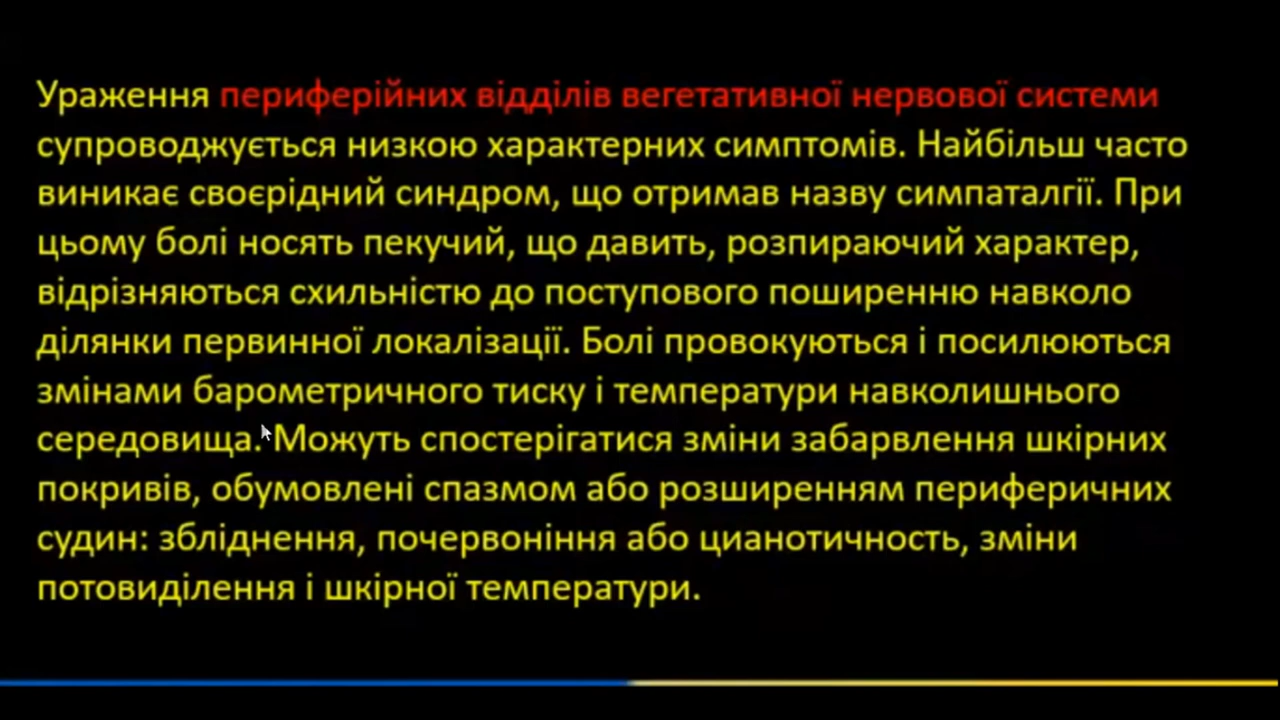 Ураження периферійних відділів вегетативної нервової системи
супроводжується низкою характерних симптомів. Найбільш часто
виникає своєрідний синдром, що отримав назву симпаталгії. При
цьому болі носять пекучий, що давить, розпираючий характер,
відрізняються схильністю до поступового поширенню навколо
ділянки первинної локалізації. Болі провокуються і посилюються
змінами барометричного тиску і температури навколишнього
середовища. Можуть спостерігатися зміни забарвлення шкірних
покривів, обумовлені спазмом або розширенням периферичних
судин: збліднення, почервоніння або цианотичность, зміни
потовиділення і шкірної температури.